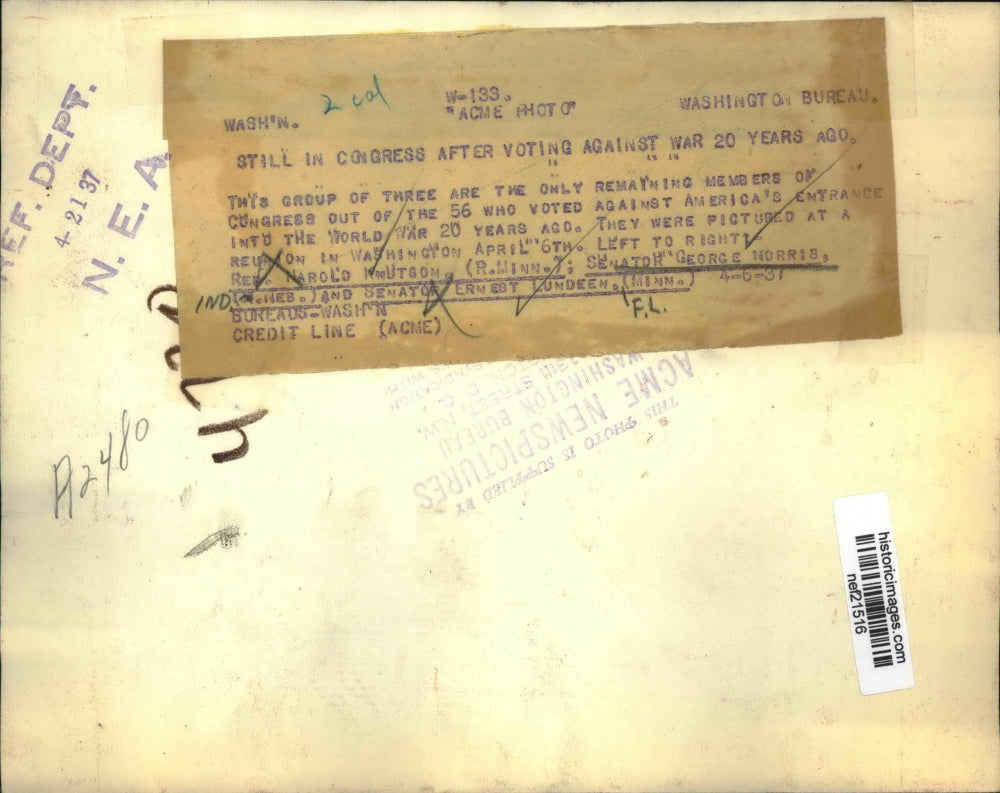 2 col
W-133.
WASH'N. "ACME PHOTO" WASHINGTON BUREAU.
STILL IN CONGRESS AFTER VOTING AGAINST WAR 20 YEARS AGO.
THIS GROUP OF THREE ARE THE ONLY REMAINING MEMBERS OF
CONGRESS OUT OF THE 56 WHO VOTED AGAINST AMERICA'S ENTRANCE
INTO THE WORLD WAR 20 YEARS AGO. THEY WERE PICTURED AT A
REUNION IN WASHINGTON APRIL 6TH. LEFT TO RIGHT:-
REP. HAROLD KNUTSON, (R.MINN.); SENATOR GEORGE NORRIS,
IND (R.NEB.) AND SENATOR ERNEST LUNDEEN, (MINN.) 4-6-37
F.L.
BUREAUS-WASH'N
CREDIT LINE (ACME)
REF. DEPT.
4-21 37
N. E. A.
A2480
THIS PHOTO IS SUPPLIED BY
ACME NEWSPICTURES
WASHINGTON BUREAU
13th STREET, N.W.
historicimages.com
nef21516